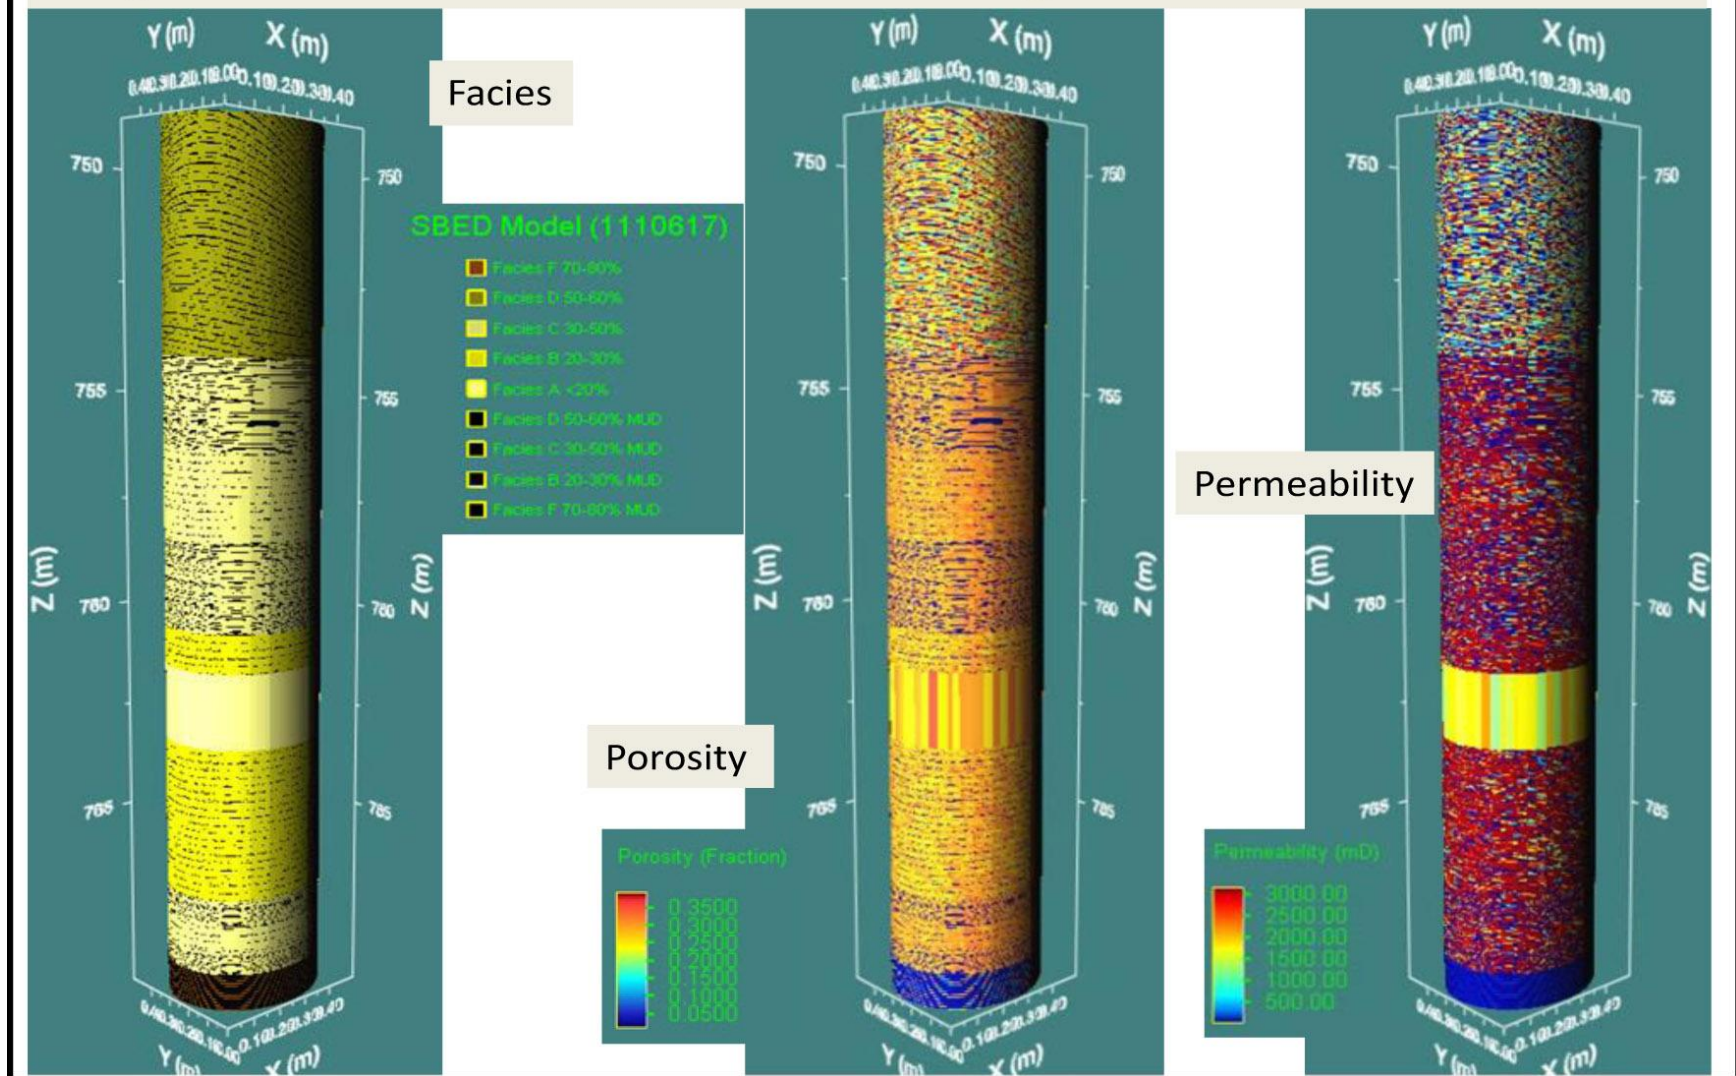 Y (m) X (m)
Facies
750
750
755
755
Z (m)
760
760
Z (m)
765
765
X (m)
Y (m)
SBED Model (1110617)
Facies F 70-80%
Facies D 50-60%
Facies C 30-50%
Facies B 20-30%
Facies A <20%
Facies D 50-60% MUD
Facies C 30-50% MUD
Facies B 20-30% MUD
Facies F 70-80% MUD
Y (m) X (m)
750
750
755
755
Z (m)
760
760
Z (m)
765
765
X (m)
Y (m)
Porosity
Porosity (Fraction)
0.3500
0.3000
0.2500
0.2000
0.1500
0.1000
0.0500
Y (m) X (m)
750
750
755
755
Permeability
Z (m)
760
760
Z (m)
765
765
X (m)
Y (m)
Permeability (mD)
3000.00
2500.00
2000.00
1500.00
1000.00
500.00